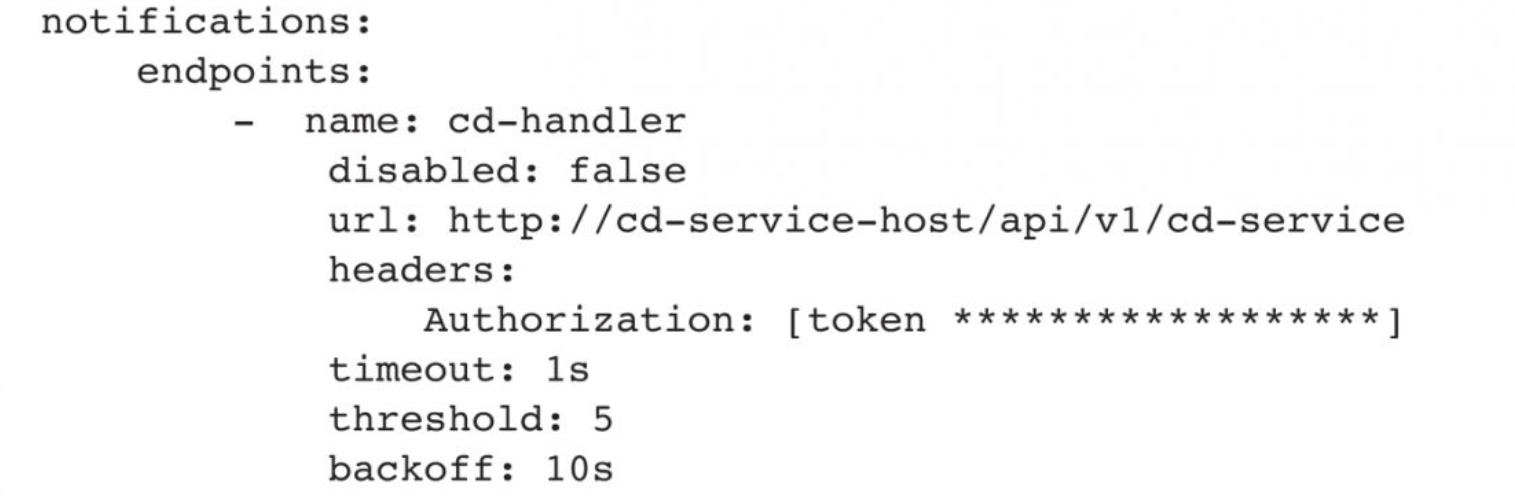 notifications:
    endpoints:
        -  name: cd-handler
            disabled: false
            url: http://cd-service-host/api/v1/cd-service
            headers:
                Authorization: [token ******************]
            timeout: 1s
            threshold: 5
            backoff: 10s